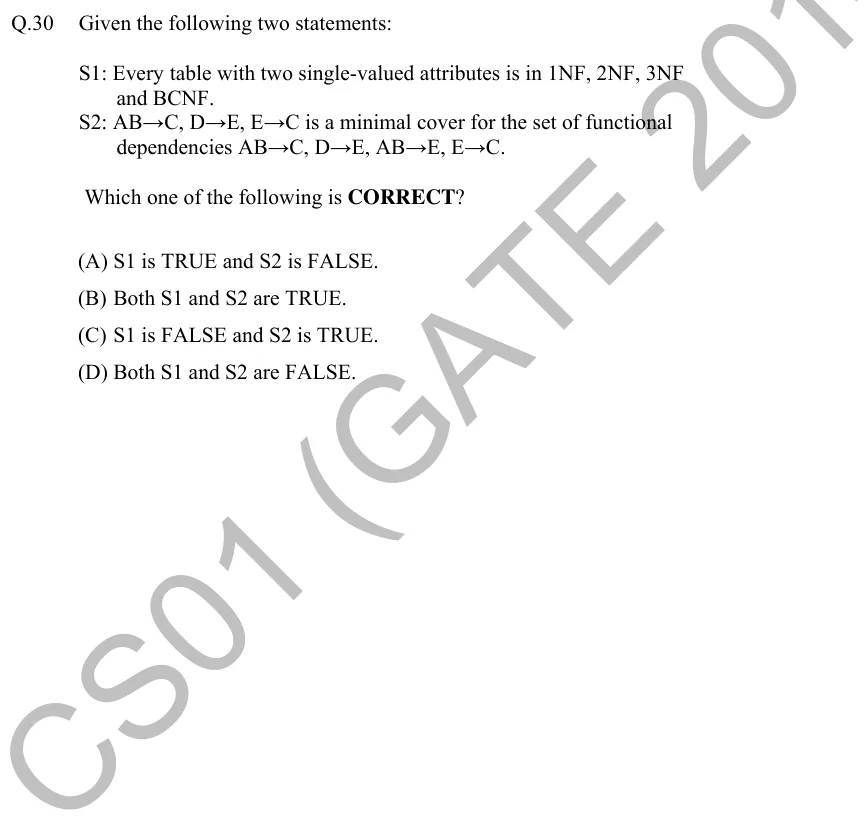 Q.30 Given the following two statements:
S1: Every table with two single-valued attributes is in 1NF, 2NF, 3NF
and BCNF.
S2: AB→C, D→E, E→C is a minimal cover for the set of functional
dependencies AB→C, D→E, AB→E, E→C.
Which one of the following is CORRECT?
(A) S1 is TRUE and S2 is FALSE.
(B) Both S1 and S2 are TRUE.
(C) S1 is FALSE and S2 is TRUE.
(D) Both S1 and S2 are FALSE.
CS01 (GATE 201